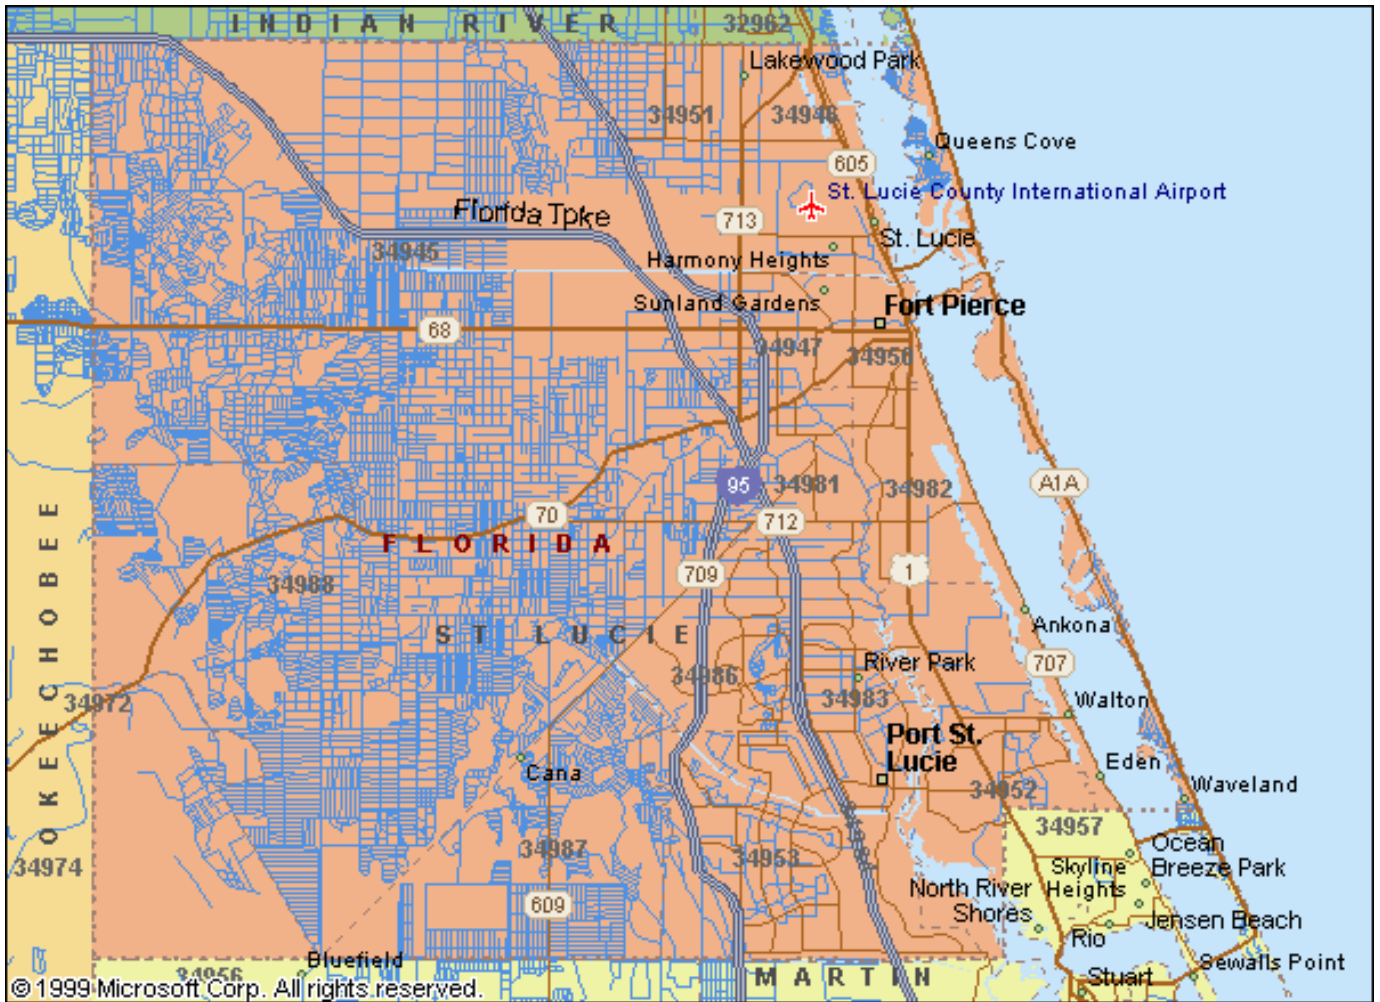 INDIAN RIVER
32962
Lakewood Park
34951
34946
Queens Cove
605
St. Lucie County International Airport
Florida Tpke
713
St. Lucie
34945
Harmony Heights
Sunland Gardens
Fort Pierce
68
34947
34950
95
34981
34982
A1A
70
712
FLORIDA
709
1
34988
OKEECHOBEE
ST LUCIE
Ankona
River Park
707
34986
34983
34972
Walton
Port St.
Lucie
Cana
Eden
Waveland
34952
34957
34987
34953
Ocean
Breeze Park
34974
Skyline
Heights
North River
Shores
609
Jensen Beach
Rio
Bluefield
Sewalls Point
34956
MARTIN
Stuart
© 1999 Microsoft Corp. All rights reserved.